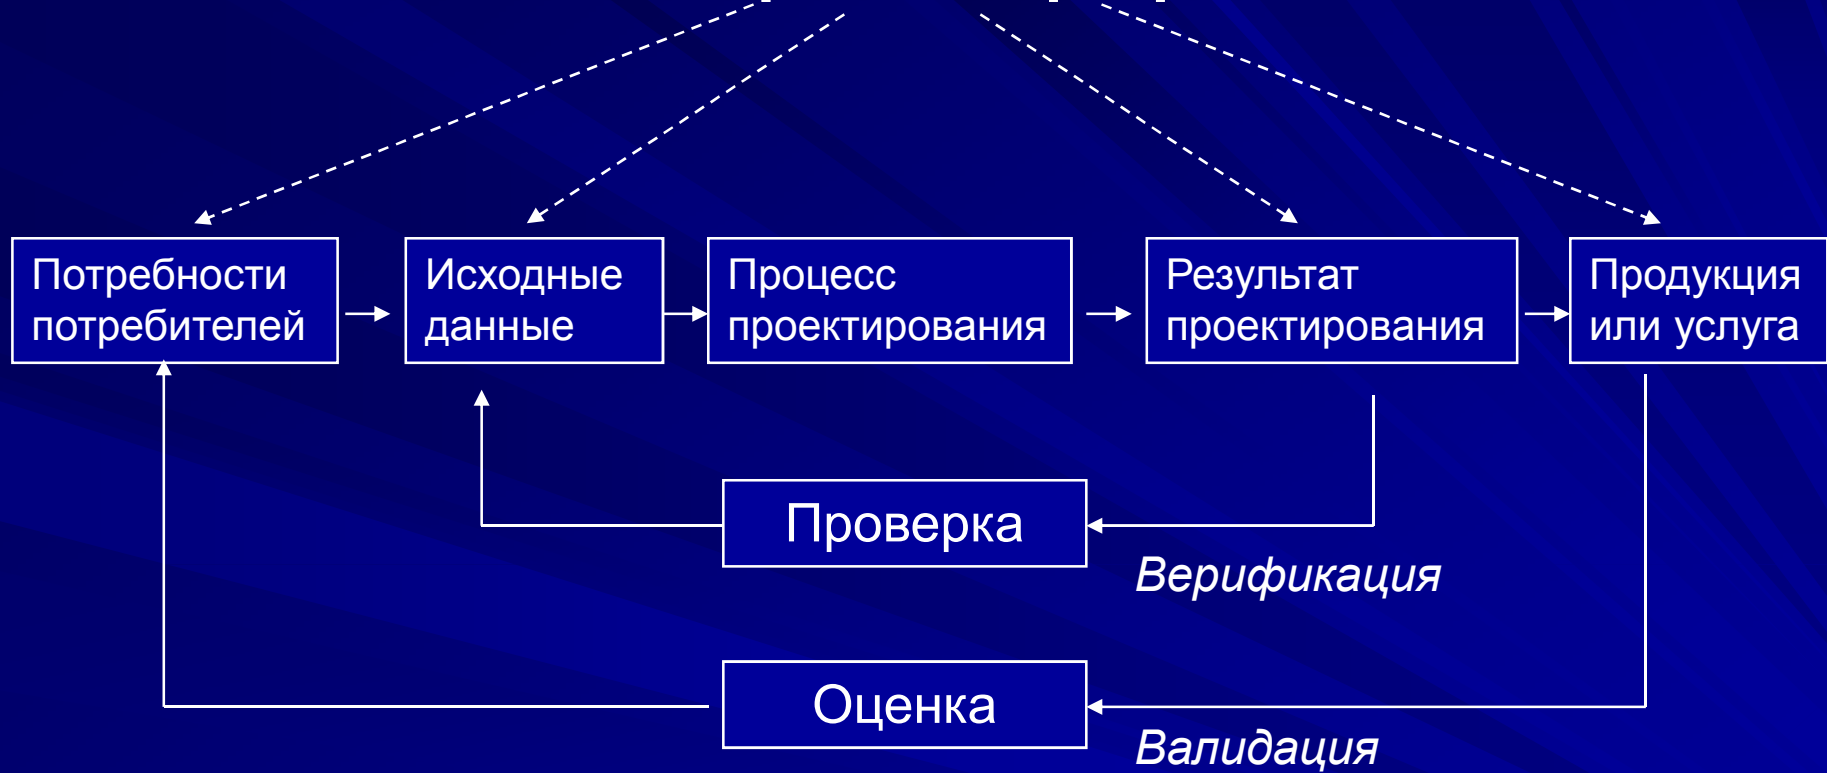 Потребности
потребителей
Исходные
данные
Процесс
проектирования
Результат
проектирования
Продукция
или услуга
Проверка
Верификация
Оценка
Валидация